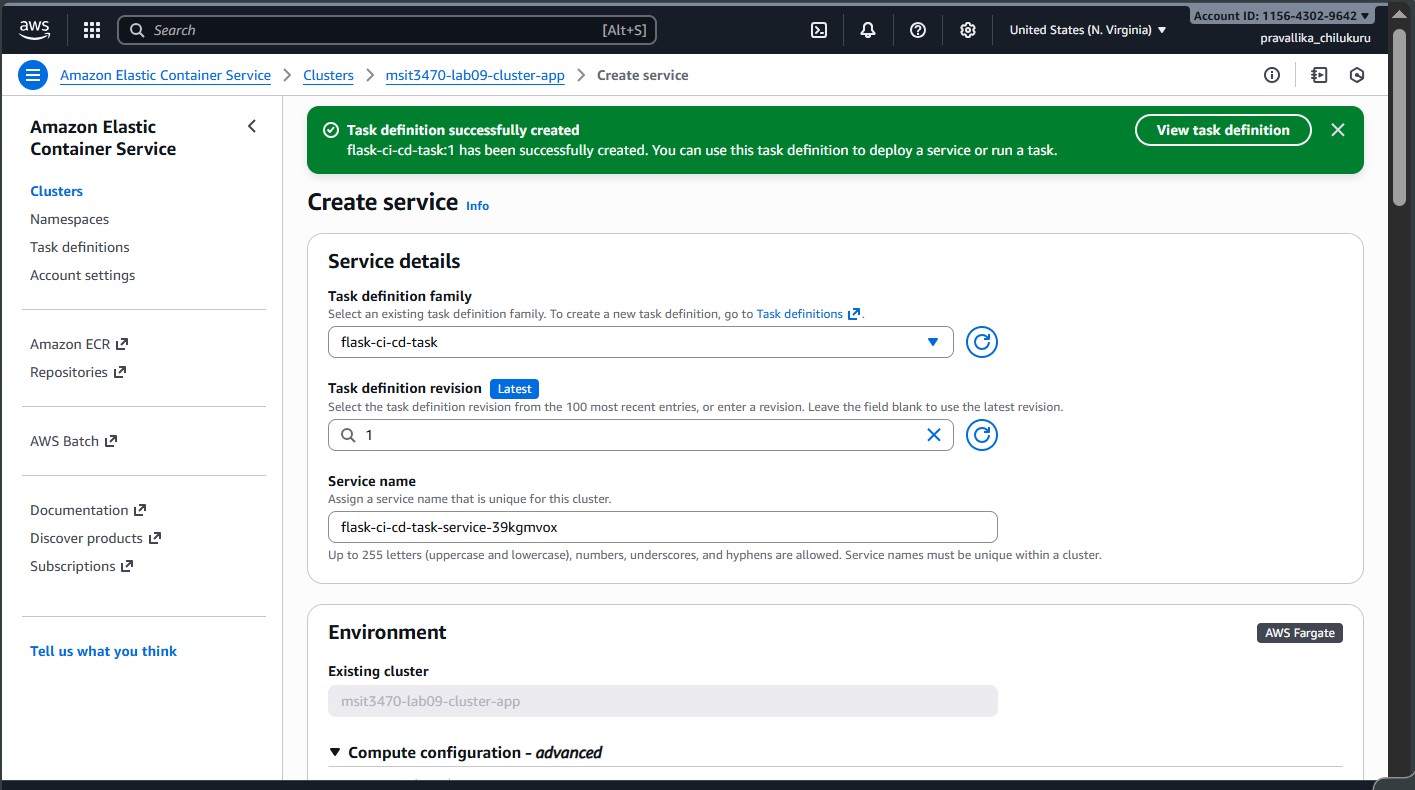 aws
Search
[Alt+S]
United States (N. Virginia)
Account ID: 1156-4302-9642
pravallika_chilukuru
Amazon Elastic Container Service
Clusters
msit3470-lab09-cluster-app
Create service
Amazon Elastic
Container Service
Clusters
Namespaces
Task definitions
Account settings
Amazon ECR
Repositories
AWS Batch
Documentation
Discover products
Subscriptions
Tell us what you think
Task definition successfully created
flask-ci-cd-task:1 has been successfully created. You can use this task definition to deploy a service or run a task.
View task definition
Create service Info
Service details
Task definition family
Select an existing task definition family. To create a new task definition, go to Task definitions .
flask-ci-cd-task
Task definition revision Latest
Select the task definition revision from the 100 most recent entries, or enter a revision. Leave the field blank to use the latest revision.
1
Service name
Assign a service name that is unique for this cluster.
flask-ci-cd-task-service-39kgmvox
Up to 255 letters (uppercase and lowercase), numbers, underscores, and hyphens are allowed. Service names must be unique within a cluster.
Environment
AWS Fargate
Existing cluster
msit3470-lab09-cluster-app
Compute configuration - advanced